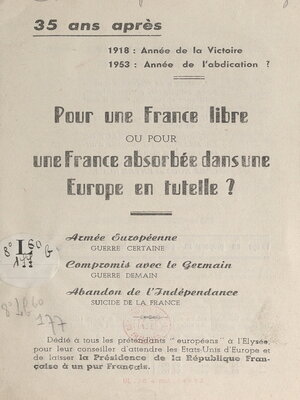 35 ans après
1918 : Année de la Victoire
1953 : Année de l'abdication ?
Pour une France libre
OU POUR
une France absorbée dans une
Europe en tutelle ?
Armée Européenne
GUERRE CERTAINE
Compromis avec le Germain
GUERRE DEMAIN
Abandon de l'Indépendance
SUICIDE DE LA FRANCE
Dédié à tous les prétendants "européens" à l'Elysée,
pour leur conseiller d'attendre les Etats-Unis d'Europe et
de laisser la Présidence de la République Fran-
çaise à un pur Français.
8°
G
177